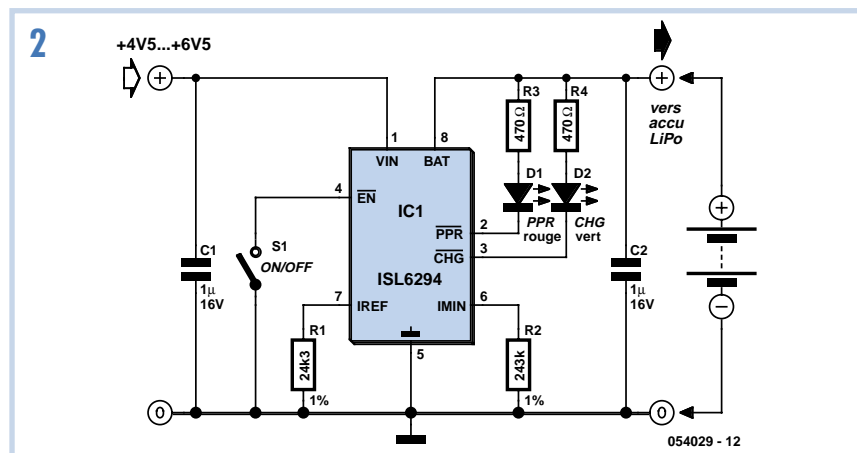 2
+4V5...+6V5
R3
R4
470 Ω
470 Ω
vers
accu
LiPo
1
8
VIN
BAT
D1
D2
4
EN
IC1
PPR
rouge
CHG
vert
2
PPR
3
CHG
C1
1µ
16V
S1
ON/OFF
ISL6294
C2
1µ
16V
7
IREF
IMIN
6
R1
24k3
1%
5
R2
243k
1%
0
0
054029 - 12